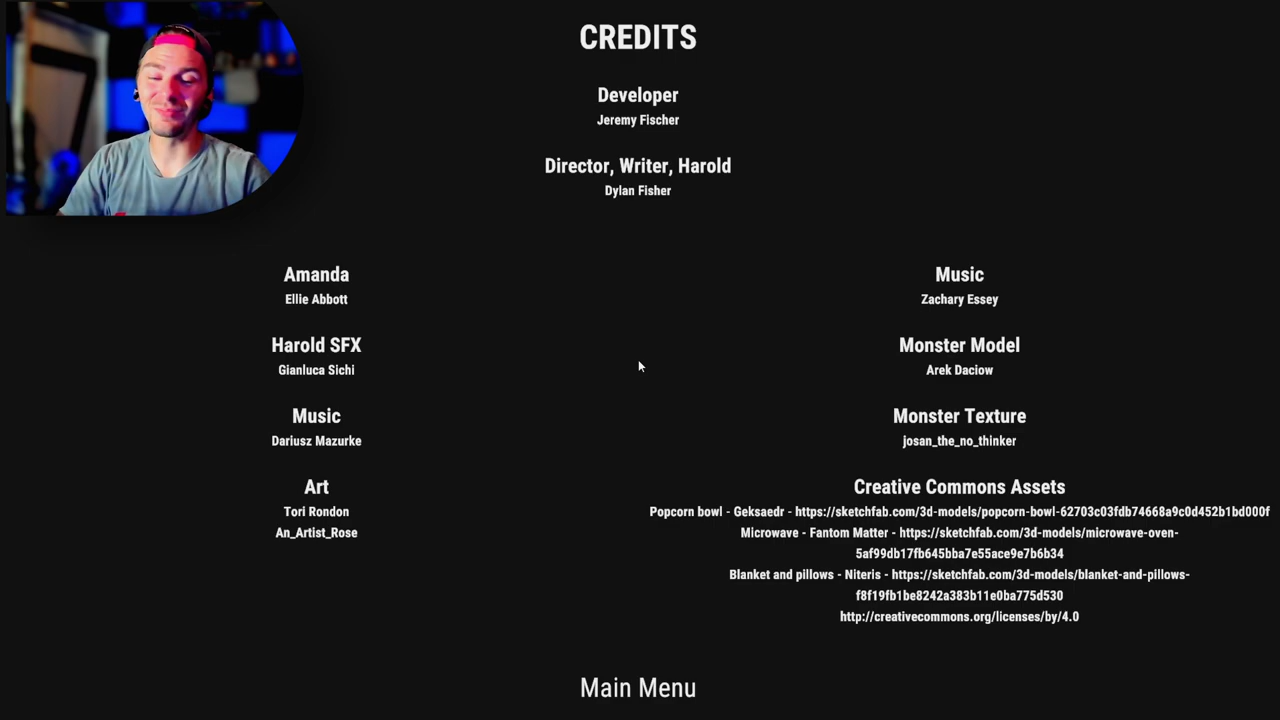 CREDITS
Developer
Jeremy Fischer
Director, Writer, Harold
Dylan Fisher
Amanda
Ellie Abbott
Harold SFX
Gianluca Sichi
Music
Dariusz Mazurke
Art
Tori Rondon
An_Artist_Rose
Music
Zachary Essey
Monster Model
Arek Daciow
Monster Texture
josan_the_no_thinker
Creative Commons Assets
Popcorn bowl - Geksaedr - https://sketchfab.com/3d-models/popcorn-bowl-62703c03fdb74668a9c0d452b1bd000f
Microwave - Fantom Matter - https://sketchfab.com/3d-models/microwave-oven-
5af99db17fb645bba7e55ace9e7b6b34
Blanket and pillows - Niteris - https://sketchfab.com/3d-models/blanket-and-pillows-
f8f19fb1be8242a383b11e0ba775d530
http://creativecommons.org/licenses/by/4.0
Main Menu